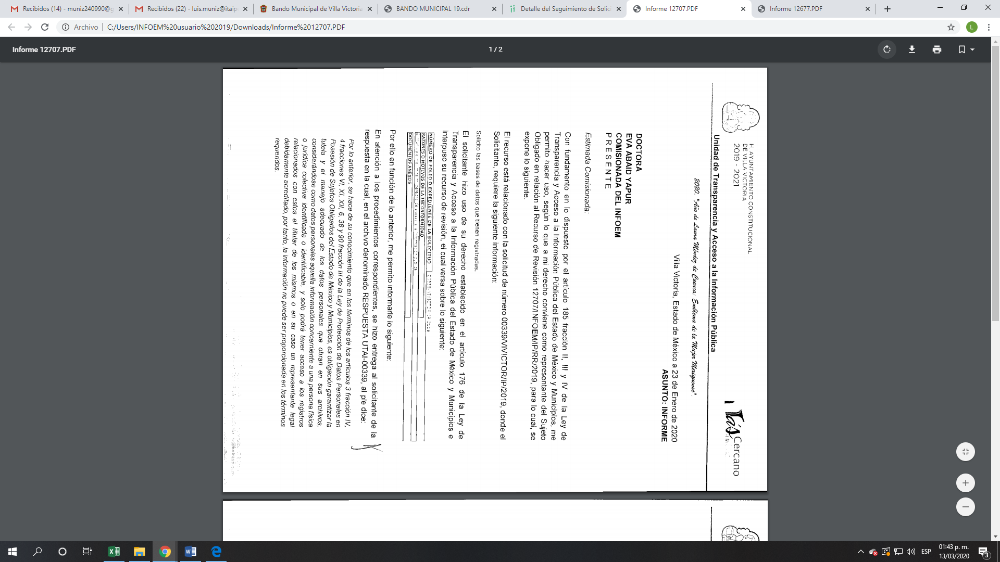 Recibidos (14) - muniz240990@g
Recibidos (22) - luis.muniz@itaip
Bando Municipal de Villa Victoria
BANDO MUNICIPAL 19.cdr
Detalle del Seguimiento de Solici
Informe 12707.PDF
Informe 12677.PDF
Archivo
C:/Users/INFOEM%20usuario%202019/Downloads/Informe%2012707.PDF
L
Informe 12707.PDF
1 / 2
H. AYUNTAMIENTO CONSTITUCIONAL
DE VILLA VICTORIA
2019 - 2021
Más Cercano
Unidad de Transparencia y Acceso a la Información Pública
2020. "Año de Laura Méndez de Cuenca; Emblema de la Mujer Mexiquense".
Villa Victoria, Estado de México a 23 de Enero de 2020
ASUNTO: INFORME
DOCTORA
EVA ABAID YAPUR
COMISIONADA DEL INFOEM
P R E S E N T E
Estimada Comisionada:
Con fundamento en lo dispuesto por el artículo 185 fracción II, III y IV de la Ley de
Transparencia y Acceso a la Información Pública del Estado de México y Municipios, me
permito hacer uso, según lo que a mi derecho conviene como representante del Sujeto
Obligado en relación al Recurso de Revisión 12707/INFOEM/IP/RR/2019, para lo cual, se
expone lo siguiente.
El recurso está relacionado con la solicitud de número 00339/VIVICTOR/IP/2019, donde el
Solicitante, requiere la siguiente información:
Solicito las bases de datos que tienen registradas.
El solicitante hizo uso de su derecho establecido en el artículo 176 de la Ley de
Transparencia y Acceso a la Información Pública del Estado de México y Municipios e
interpuso su recurso de revisión, el cual versa sobre lo siguiente:
NÚMERO DE FOLIO O EXPEDIENTE DE LA SOLICITUD
RAZONES O MOTIVOS DE LA INCONFORMIDAD
DOCUMENTOS ANEXOS
Por ello en función de lo anterior, me permito informarle lo siguiente:
En atención a los procedimientos correspondientes, se hizo entrega al solicitante de la
respuesta en la cual, en el archivo denominado RESPUESTA UTAI-00339, al pie dice:
Por lo anterior, se hace de su conocimiento que en los términos de los artículos 3 fracción IV,
4 fracciones VI, XI, XII, 6, 38 y 90 fracción III de la Ley de Protección de Datos Personales en
Posesión de Sujetos Obligados del Estado de México y Municipios, es obligación garantizar la
tutela y el manejo adecuado de los datos personales que obran en sus archivos,
considerándose como datos personales aquella información concerniente a una persona física
o jurídica colectiva identificada o identificable, y solo podrá tener acceso a los registros
relacionados con estos el titular de los mismos o en su caso un representante legal
debidamente acreditado, por tanto, la información no puede ser proporcionada en los términos
requeridos.
ESP
01:43 p. m.
13/03/2020
3